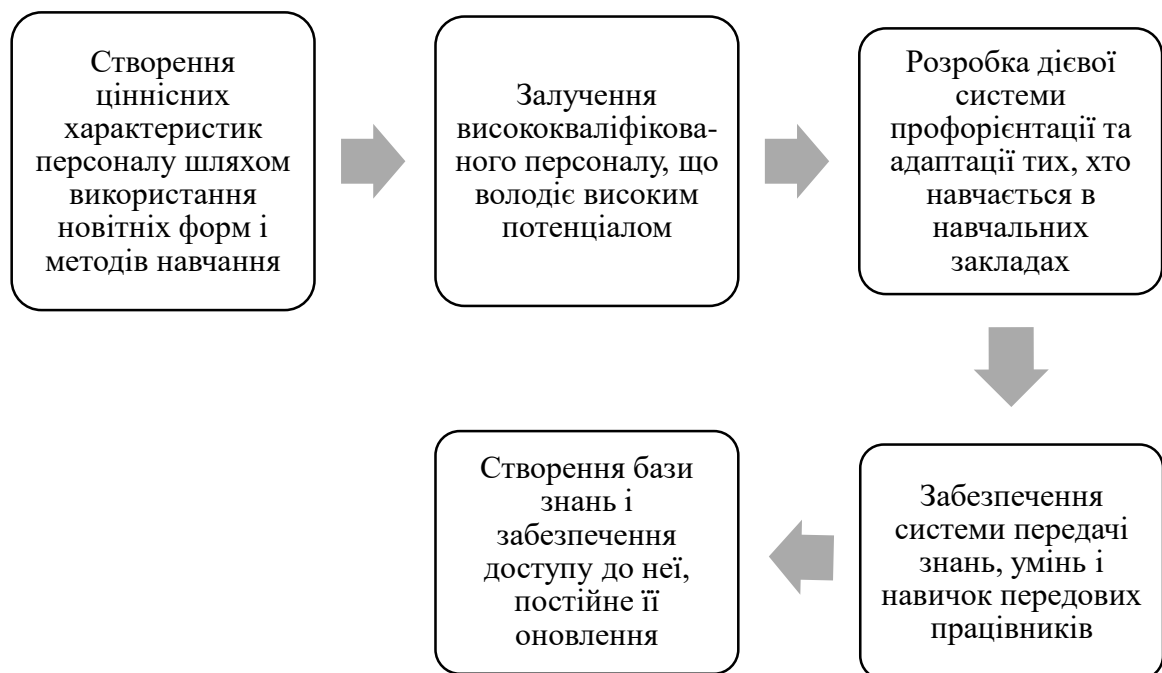 Створення
ціннісних
характеристик
персоналу шляхом
використання
новітніх форм і
методів навчання
Залучення
висококваліфікова-
ного персоналу, що
володіє високим
потенціалом
Розробка дієвої
системи
профорієнтації та
адаптації тих, хто
навчається в
навчальних
закладах
Забезпечення
системи передачі
знань, умінь і
навичок передових
працівників
Створення бази
знань і
забезпечення
доступу до неї,
постійне її
оновлення